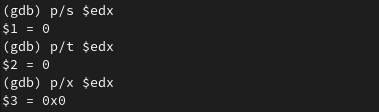 (gdb) p/s $edx
$1 = 0
(gdb) p/t $edx
$2 = 0
(gdb) p/x $edx
$3 = 0x0